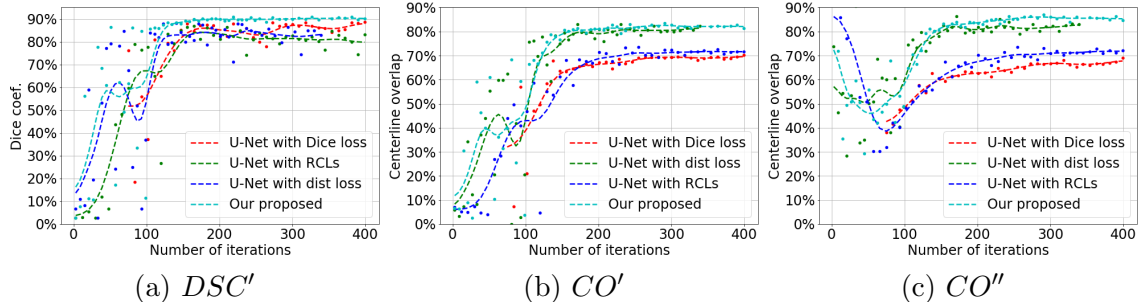 90%
80%
70%
60%
50%
40%
30%
20%
10%
0%
Dice coef.
U-Net with Dice loss
U-Net with RCLs
U-Net with dist loss
Our proposed
0 100 200 300 400
Number of iterctions
(a) DSC′
90%
80%
70%
60%
50%
40%
30%
20%
10%
0%
Centerline overlap
U-Net with Dice loss
U-Net with dist loss
U-Net with RCLs
Our proposed
0 100 200 300 400
Number of iterctions
(b) CO′
90%
80%
70%
60%
50%
40%
30%
20%
10%
0%
Centerline overlap
U-Net with Dice loss
U-Net with dist loss
U-Net with RCLs
Our proposed
0 100 200 300 400
Number of iterctions
(c) CO′′